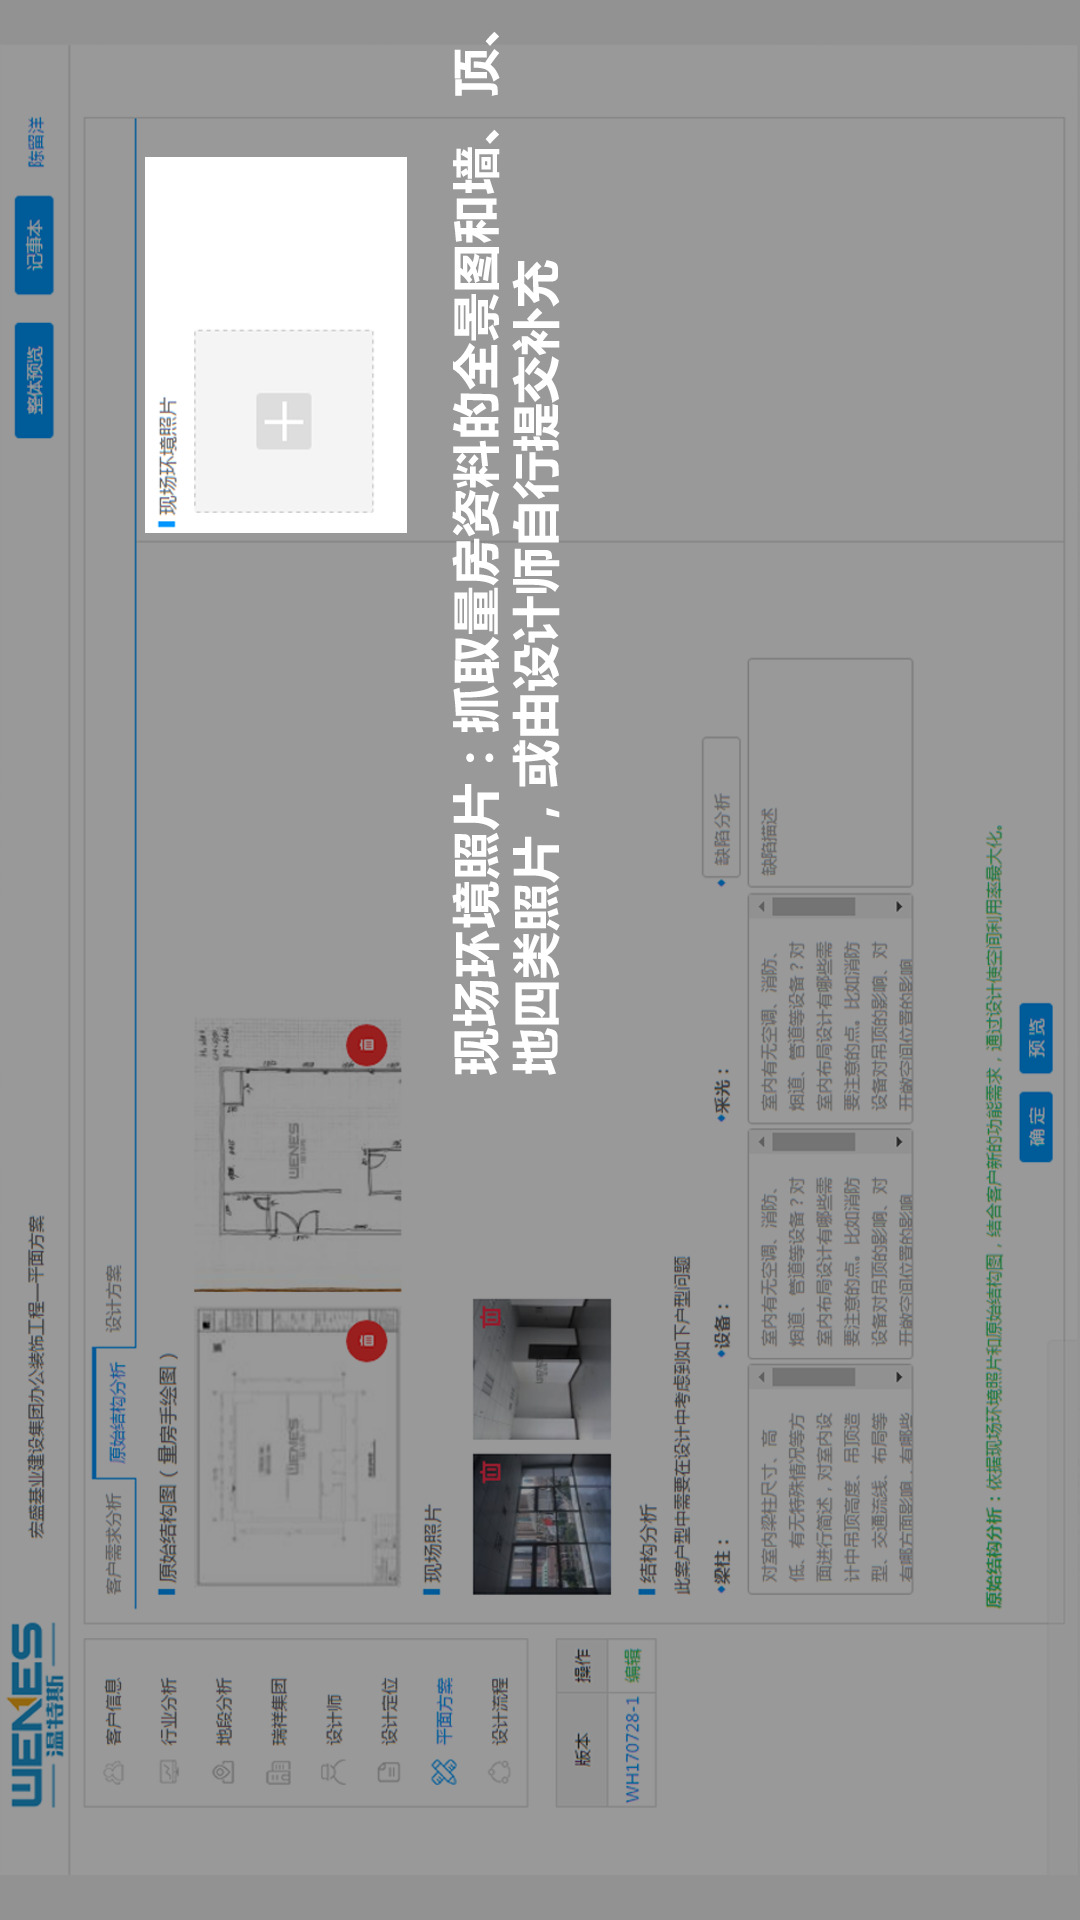 WENES
温特斯
宏盛基业建设集团办公装饰工程—平面方案
整体预览
记事本
陈留洋
客户信息
行业分析
地段分析
瑞祥集团
设计师
设计定位
平面方案
设计流程
版本
操作
WH170728-1
编辑
客户需求分析
原始结构分析
设计方案
原始结构图（量房手绘图）
WENES
WENES
现场照片
结构分析
此案户型中需要在设计中考虑到如下户型问题
梁柱：
对室内梁柱尺寸、高
低、有无特殊情况等方
面进行简述，对室内设
计中吊顶高度、吊顶造
型、交通流线、布局等
有哪方面影响，有哪些
设备：
室内有无空调、消防、
烟道、管道等设备？对
室内布局设计有哪些需
要注意的点。比如消防
设备对吊顶的影响、对
开敞空间位置的影响
采光：
室内有无空调、消防、
烟道、管道等设备？对
室内布局设计有哪些需
要注意的点。比如消防
设备对吊顶的影响、对
开敞空间位置的影响
缺陷分析
缺陷描述
原始结构分析：依据现场环境照片和原始结构图，结合客户新的功能需求，通过设计使空间利用率最大化。
确 定
预 览
现场环境照片
现场环境照片：抓取量房资料的全景图和墙、顶、
地四类照片，或由设计师自行提交补充